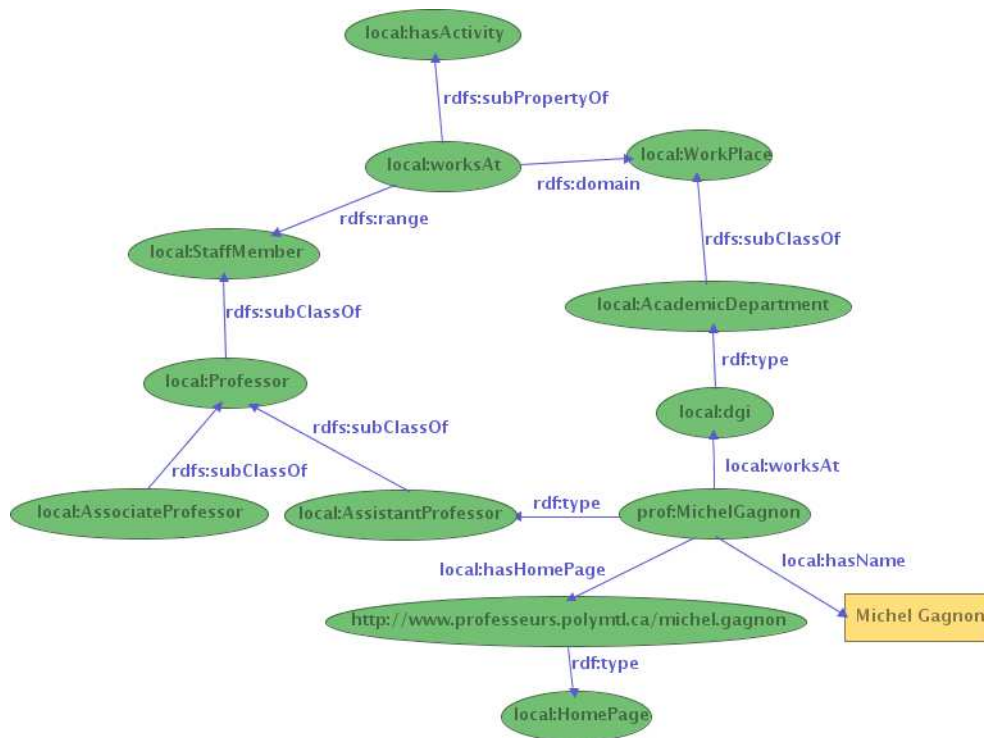 local:hasActivity
rdfs:subPropertyOf
local:worksAt
local:WorkPlace
rdfs:domain
rdfs:range
local:StaffMember
rdfs:subClassOf
local:AcademicDepartment
rdfs:subClassOf
rdf:type
local:Professor
local:dgi
rdfs:subClassOf
rdfs:subClassOf
local:worksAt
local:AssociateProfessor
local:AssistantProfessor
rdf:type
prof:MichelGagnon
local:hasHomePage
local:hasName
http://www.professeurs.polymtl.ca/michel.gagnon
Michel Gagnon
rdf:type
local:HomePage